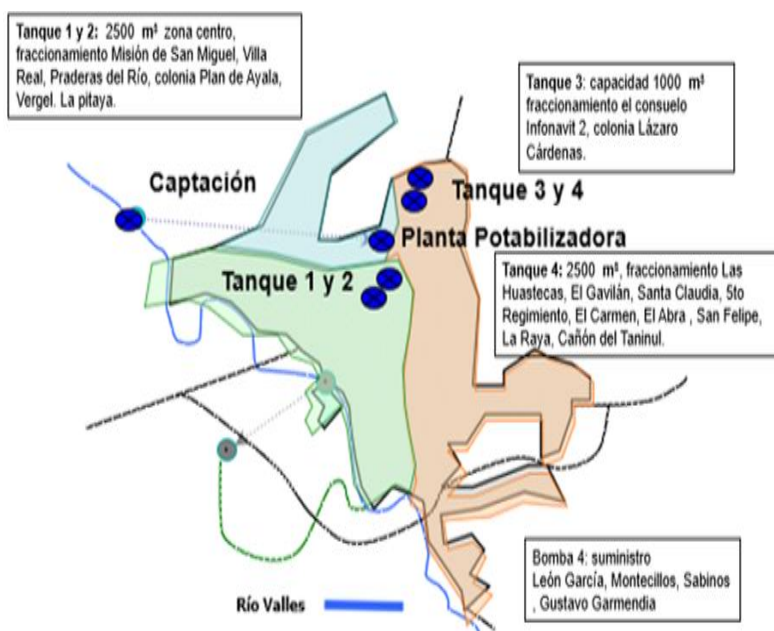 Tanque 1 y 2: 2500 m³ zona centro,
fraccionamiento Misión de San Miguel, Villa
Real, Praderas del Río, colonia Plan de Ayala,
Vergel. La pitaya.
Tanque 3: capacidad 1000 m³
fraccionamiento el consuelo
Infonavit 2, colonia Lázaro
Cárdenas.
Captación
Tanque 3 y 4
Planta Potabilizadora
Tanque 1 y 2
Tanque 4: 2500 m³, fraccionamiento Las
Huastecas, El Gavilán, Santa Claudia, 5to
Regimiento, El Carmen, El Abra , San Felipe,
La Raya, Cañón del Taninul.
Bomba 4: suministro
León García, Montecillos, Sabinos
, Gustavo Garmendia
Río Valles